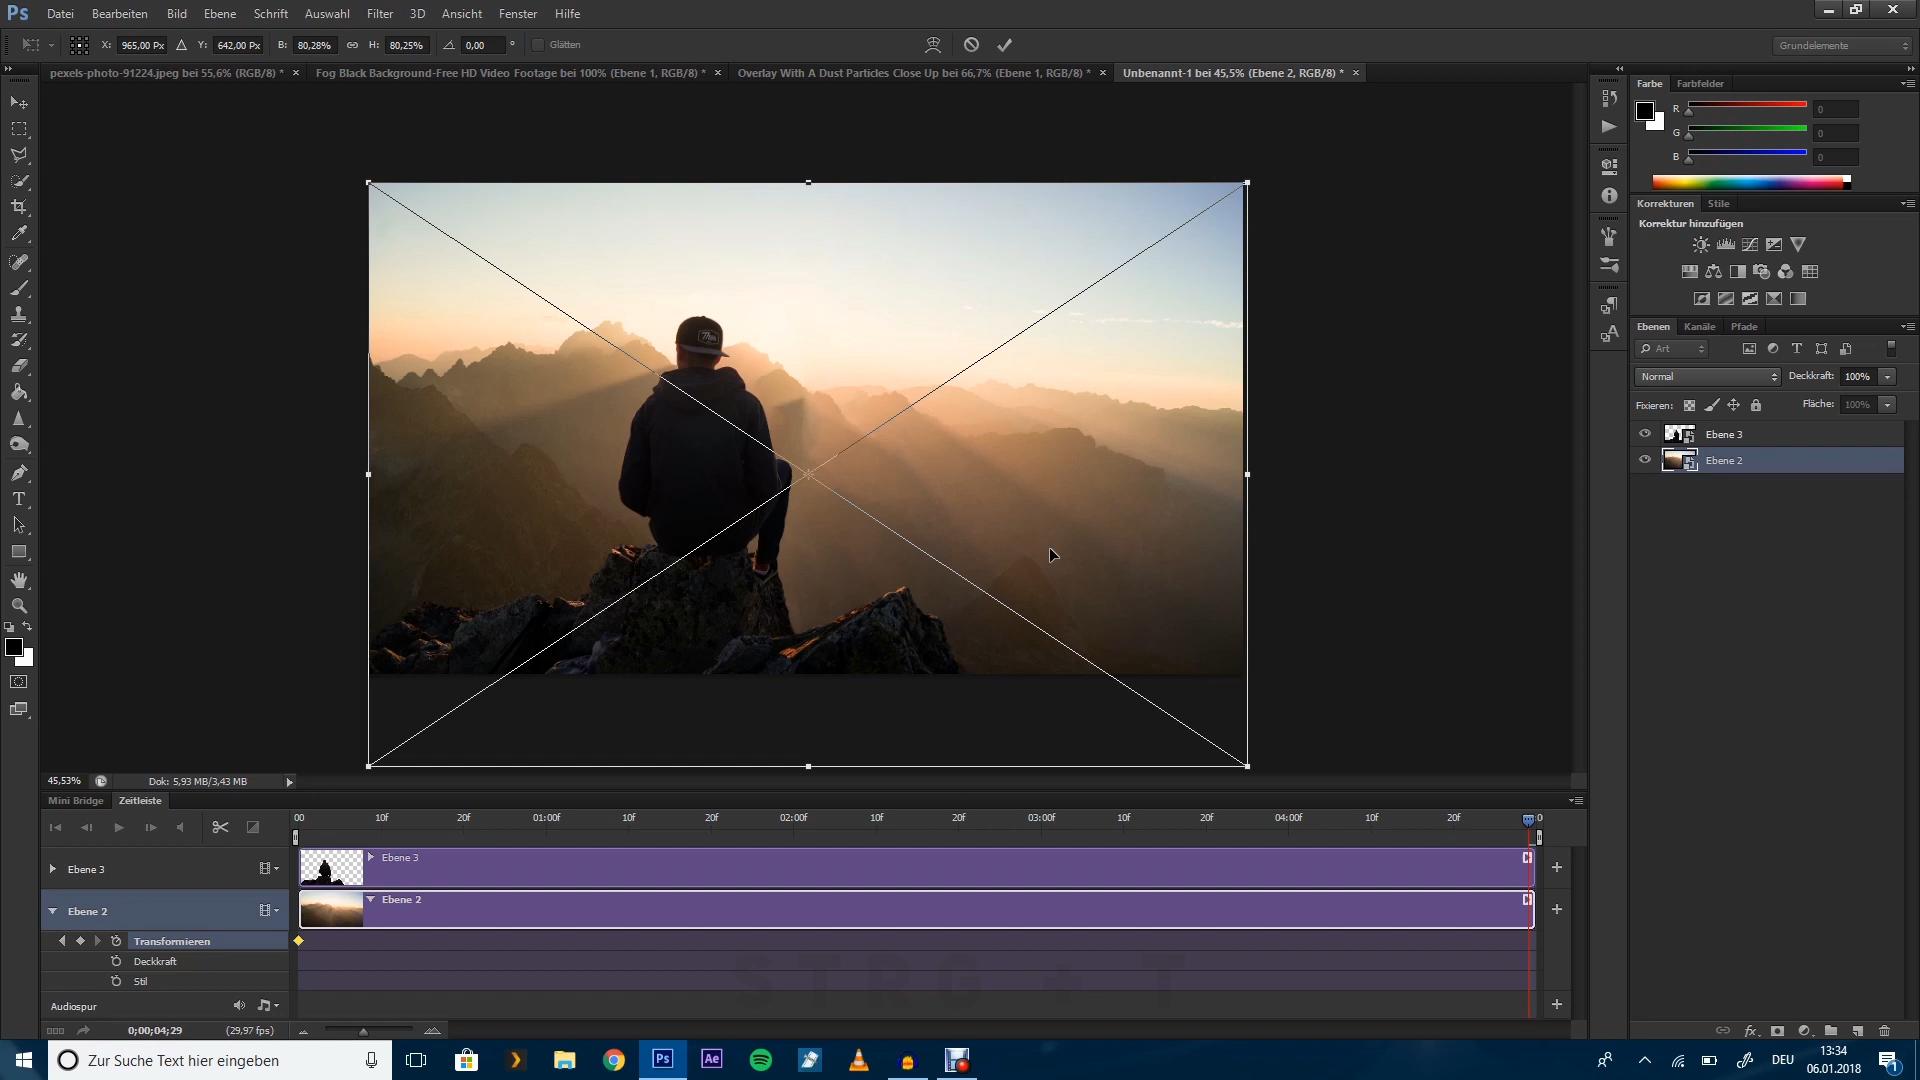 Ps Datei Bearbeiten Bild Ebene Schrift Auswahl Filter 3D Ansicht Fenster Hilfe
X: 965,00 Px Y: 642,00 Px B: 80,28% H: 80,25% 0,00 ° Glätten Grundelemente
pexels-photo-91224.jpeg bei 55,6% (RGB/8) * × Fog Black Background-Free HD Video Footage bei 100% (Ebene 1, RGB/8) * × Overlay With A Dust Particles Close Up bei 66,7% (Ebene 1, RGB/8) * × Unbenannt-1 bei 45,5% (Ebene 2, RGB/8) * ×
Farbe Farbfelder
R 0
G 0
B 0
Korrekturen Stile
Korrektur hinzufügen
Ebenen Kanäle Pfade
Art
Normal Deckkraft: 100%
Fixieren: Fläche: 100%
Ebene 3
Ebene 2
45,53% Dok: 5,93 MB/3,43 MB
Mini Bridge Zeitleiste
00 10f 20f 01:00f 10f 20f 02:00f 10f 20f 03:00f 10f 20f 04:00f 10f 20f
Ebene 3 Ebene 3
Ebene 2 Ebene 2
Transformieren
Deckkraft
Stil
STRG + T
Audiospur
0;00;04;29 (29,97 fps)
Zur Suche Text hier eingeben
Ps Ae
DEU 13:34
06.01.2018
1